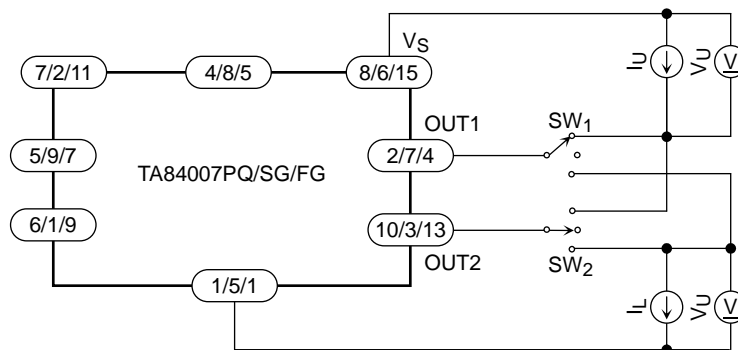 VS
7/2/11
4/8/5
8/6/15
IU
VU
V
OUT1
SW1
5/9/7
TA84007PQ/SG/FG
2/7/4
6/1/9
10/3/13
OUT2
SW2
1/5/1
IL
VU
V